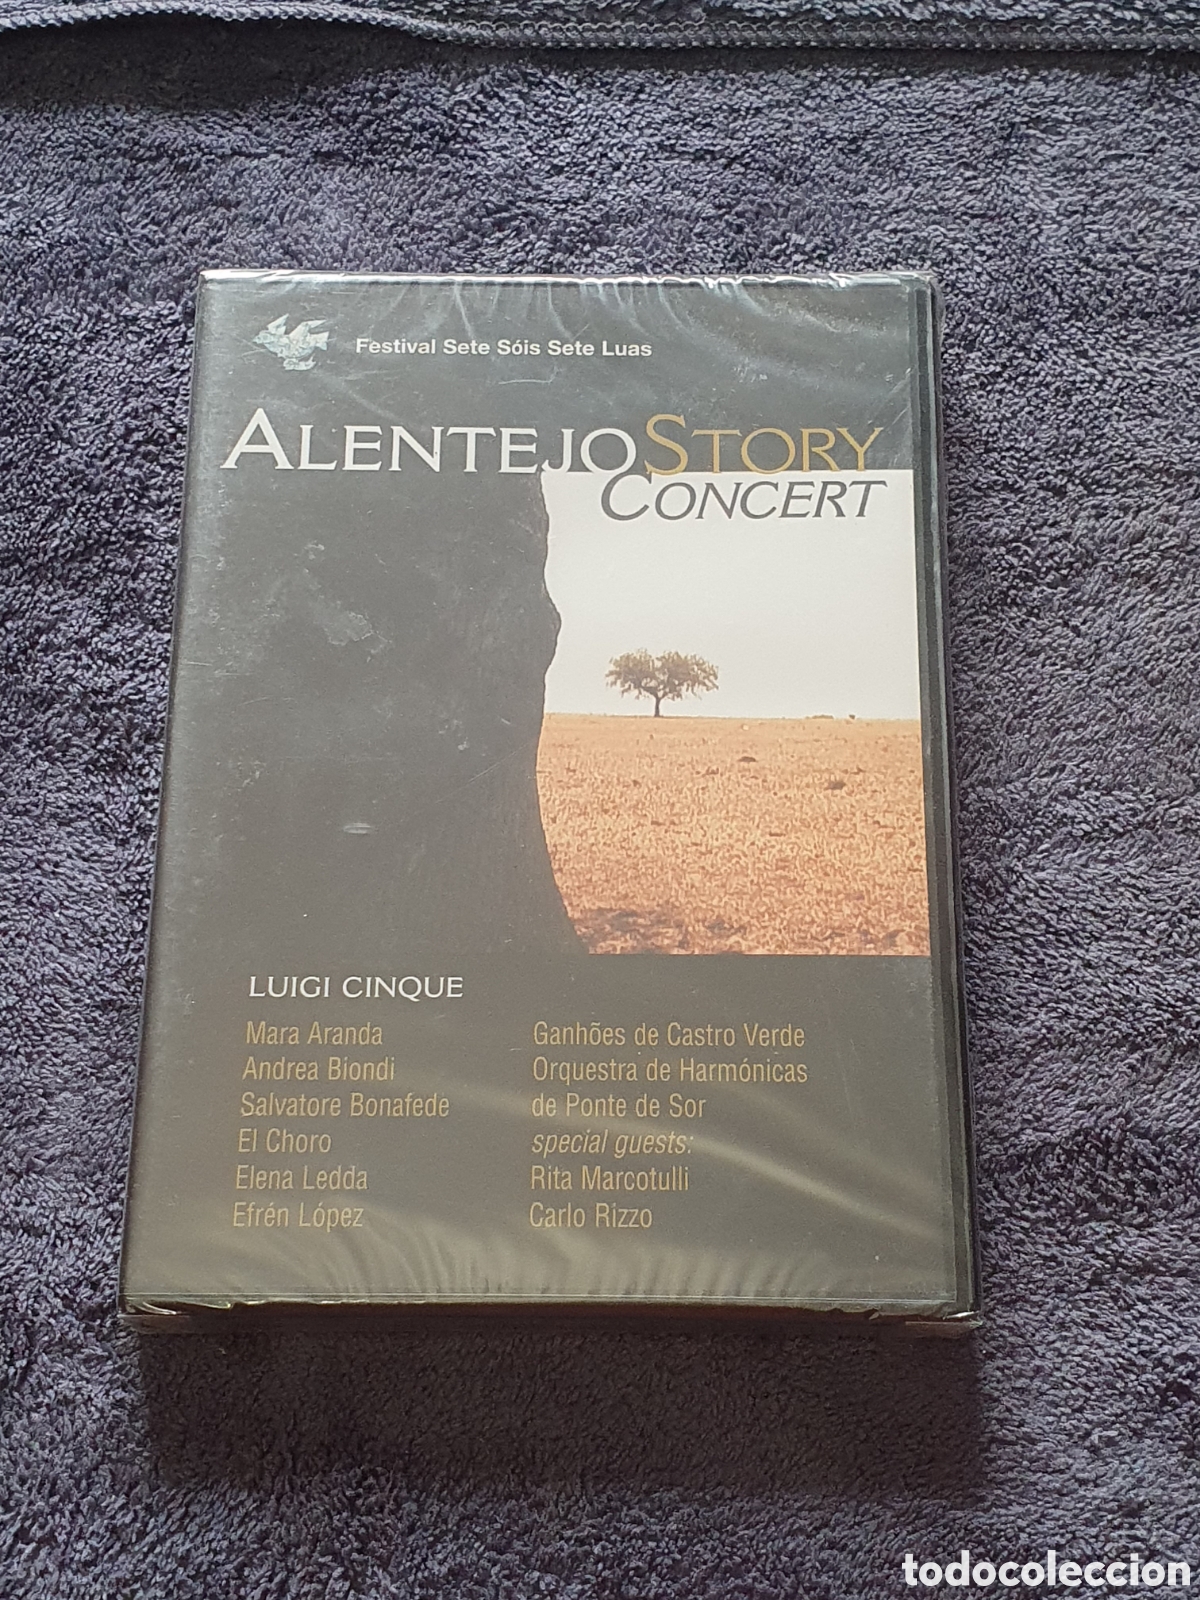 Festival Sete Sóis Sete Luas
ALENTEJO STORY
CONCERT
LUIGI CINQUE
Mara Aranda
Andrea Biondi
Salvatore Bonafede
El Choro
Elena Ledda
Efrén López
Ganhões de Castro Verde
Orquestra de Harmónicas
de Ponte de Sor
special guests:
Rita Marcotulli
Carlo Rizzo
todocoleccion